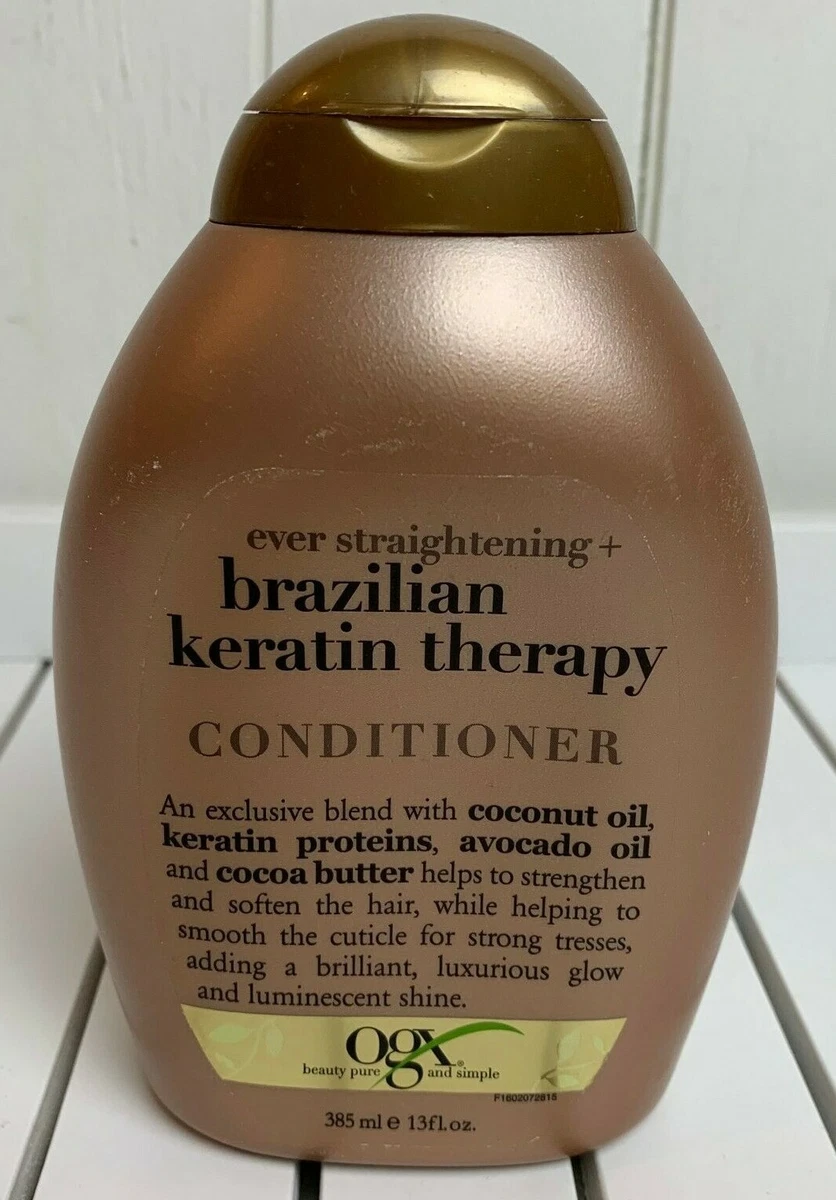 ever straightening+
brazilian
keratin therapy
CONDITIONER
An exclusive blend with coconut oil,
keratin proteins, avocado oil
and cocoa butter helps to strengthen
and soften the hair, while helping to
smooth the cuticle for strong tresses,
adding a brilliant, luxurious glow
and luminescent shine.
ogx®
beauty pure and simple
F1602072815
385 ml e 13fl.oz.